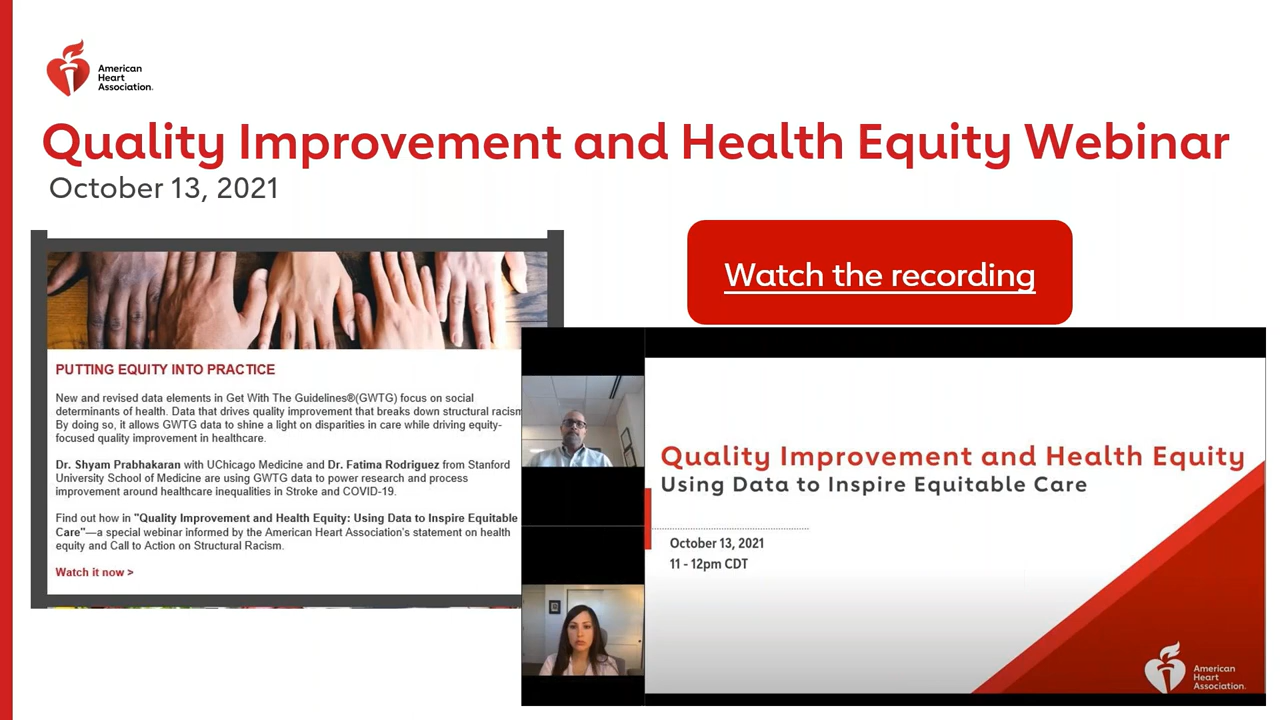 American
Heart
Association.
Quality Improvement and Health Equity Webinar
October 13, 2021
Watch the recording
PUTTING EQUITY INTO PRACTICE
New and revised data elements in Get With The Guidelines®(GWTG) focus on social
determinants of health. Data that drives quality improvement that breaks down structural racism
By doing so, it allows GWTG data to shine a light on disparities in care while driving equity-
focused quality improvement in healthcare.
Dr. Shyam Prabhakaran with UChicago Medicine and Dr. Fatima Rodriguez from Stanford
University School of Medicine are using GWTG data to power research and process
improvement around healthcare inequalities in Stroke and COVID-19.
Find out how in "Quality Improvement and Health Equity: Using Data to Inspire Equitable
Care"—a special webinar informed by the American Heart Association's statement on health
equity and Call to Action on Structural Racism.
Watch it now >
Quality Improvement and Health Equity
Using Data to Inspire Equitable Care
October 13, 2021
11 - 12pm CDT
American
Heart
Association.